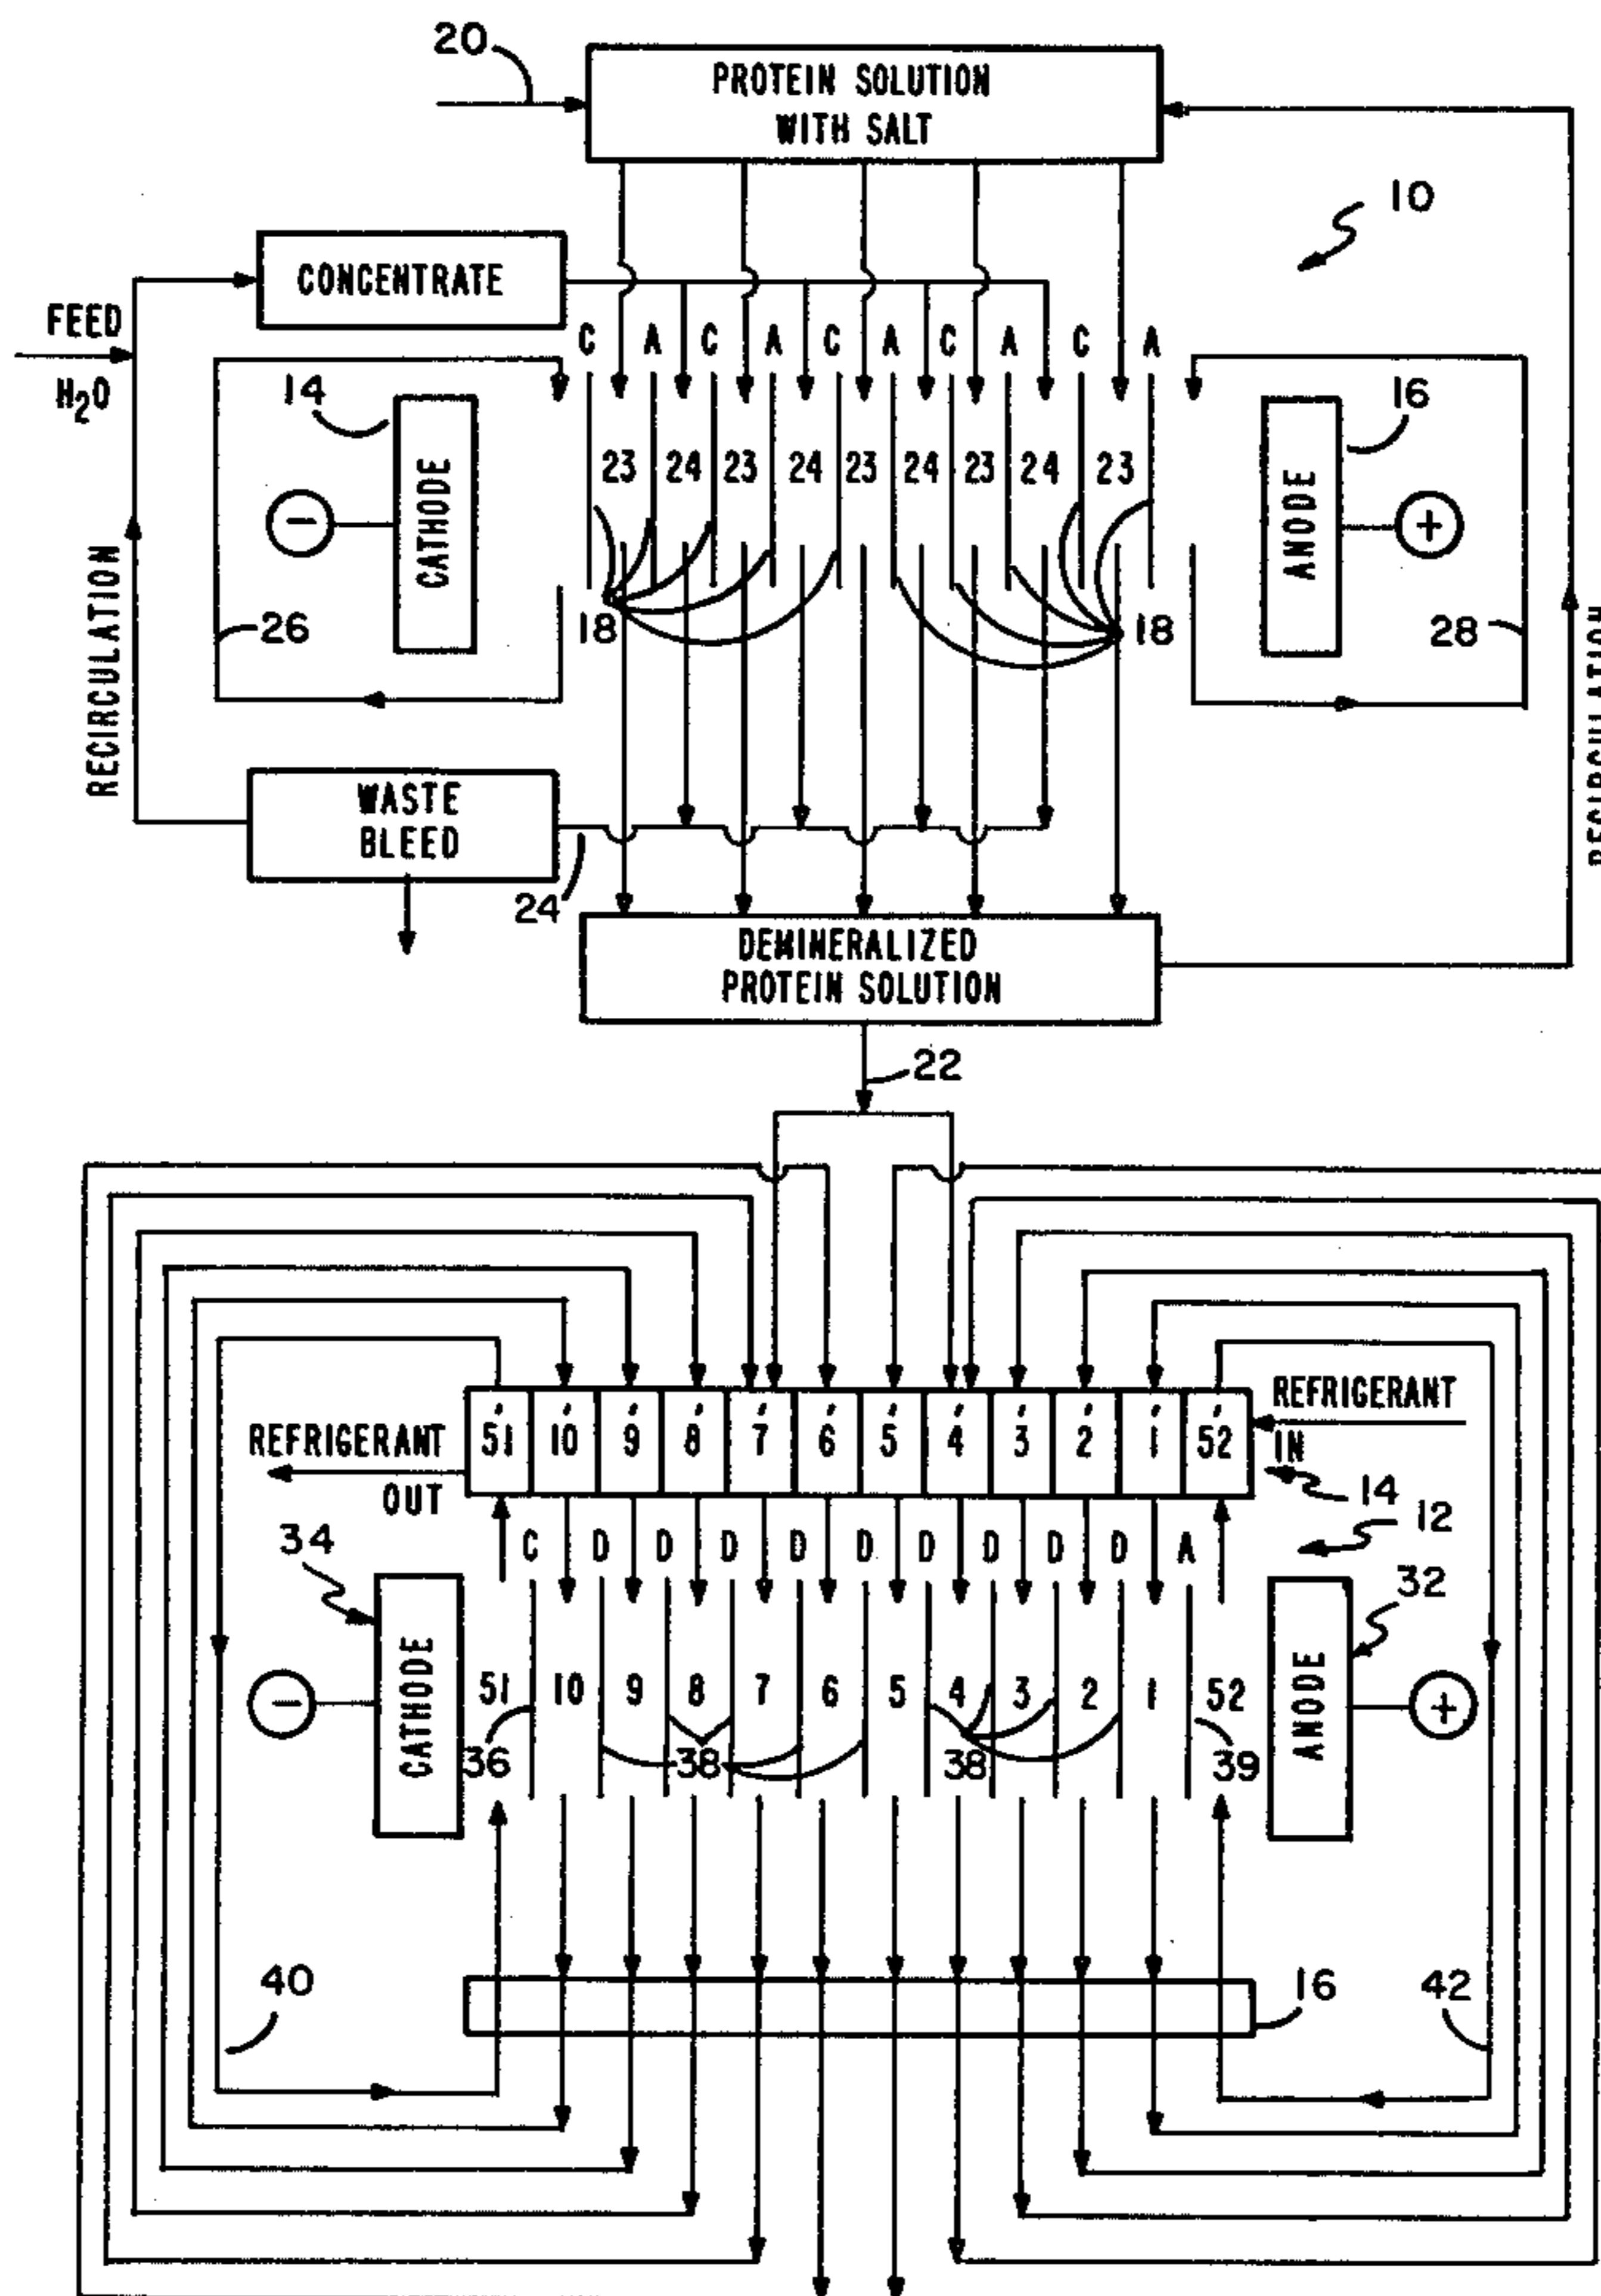 20
PROTEIN SOLUTION
WITH SALT
10
CONCENTRATE
FEED
H2O
C A C A C A C A C A
14
16
CATHODE
ANODE
23 24 23 24 23 24 23 24 23
−
+
RECIRCULATION
26
18
18
28
RECIRCULATION
WASTE
BLEED
24
DEMINERALIZED
PROTEIN SOLUTION
22
REFRIGERANT
IN
51' 10' 9' 8' 7' 6' 5' 4' 3' 2' 1' 52'
REFRIGERANT
OUT
14
12
C D D D D D D D D D A
34
32
CATHODE
ANODE
−
+
51 10 9 8 7 6 5 4 3 2 1 52
36
38
38
39
40
16
42